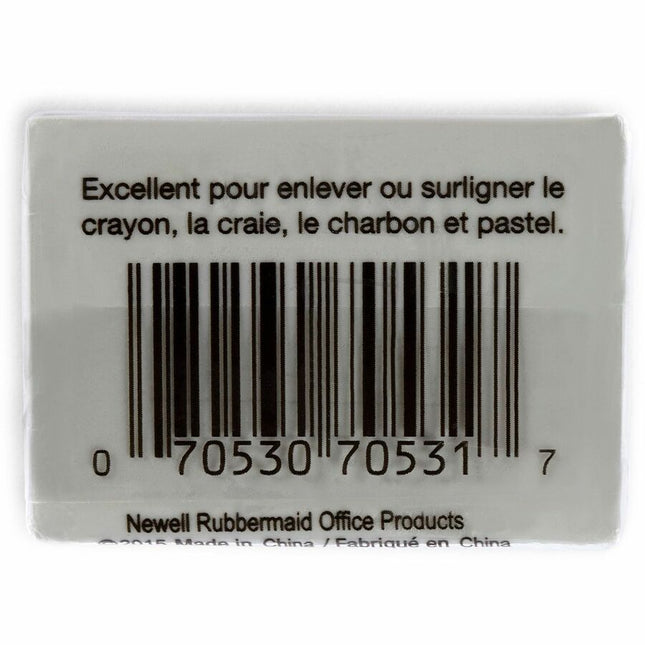 Excellent pour enlever ou surligner le
crayon, la craie, le charbon et pastel.
0 70530 70531 7
Newell Rubbermaid Office Products
©2015 Made in China / Fabriqué en China